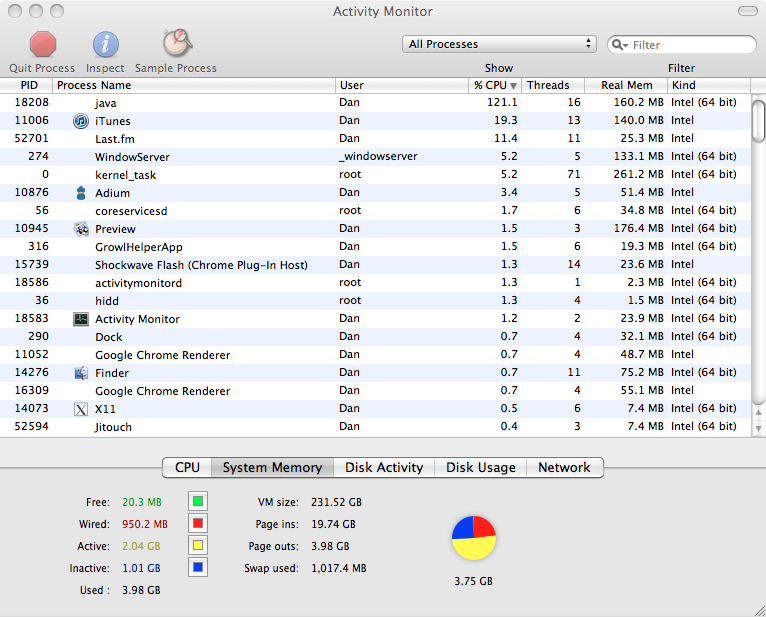 Activity Monitor
Quit Process Inspect Sample Process All Processes Show Filter Filter
PID Process Name User % CPU Threads Real Mem Kind
18208 java Dan 121.1 16 160.2 MB Intel (64 bit)
11006 iTunes Dan 19.3 13 140.0 MB Intel
52701 Last.fm Dan 11.4 11 25.3 MB Intel
274 WindowServer _windowserver 5.2 5 133.1 MB Intel (64 bit)
0 kernel_task root 5.2 71 261.2 MB Intel (64 bit)
10876 Adium Dan 3.4 5 51.4 MB Intel
56 coreservicesd root 1.7 6 34.8 MB Intel (64 bit)
10945 Preview Dan 1.5 3 176.4 MB Intel (64 bit)
316 GrowlHelperApp Dan 1.5 6 19.3 MB Intel (64 bit)
15739 Shockwave Flash (Chrome Plug-In Host) Dan 1.3 14 23.6 MB Intel
18586 activitymonitord root 1.3 1 2.3 MB Intel (64 bit)
36 hidd root 1.3 4 1.5 MB Intel (64 bit)
18583 Activity Monitor Dan 1.2 2 23.9 MB Intel (64 bit)
290 Dock Dan 0.7 4 32.1 MB Intel (64 bit)
11052 Google Chrome Renderer Dan 0.7 4 48.7 MB Intel
14276 Finder Dan 0.7 11 75.2 MB Intel (64 bit)
16309 Google Chrome Renderer Dan 0.7 4 55.1 MB Intel
14073 X11 Dan 0.5 6 7.4 MB Intel (64 bit)
52594 Jitouch Dan 0.4 3 7.4 MB Intel (64 bit)
CPU System Memory Disk Activity Disk Usage Network
Free: 20.3 MB VM size: 231.52 GB
Wired: 950.2 MB Page ins: 19.74 GB
Active: 2.04 GB Page outs: 3.98 GB
Inactive: 1.01 GB Swap used: 1,017.4 MB
Used : 3.98 GB 3.75 GB